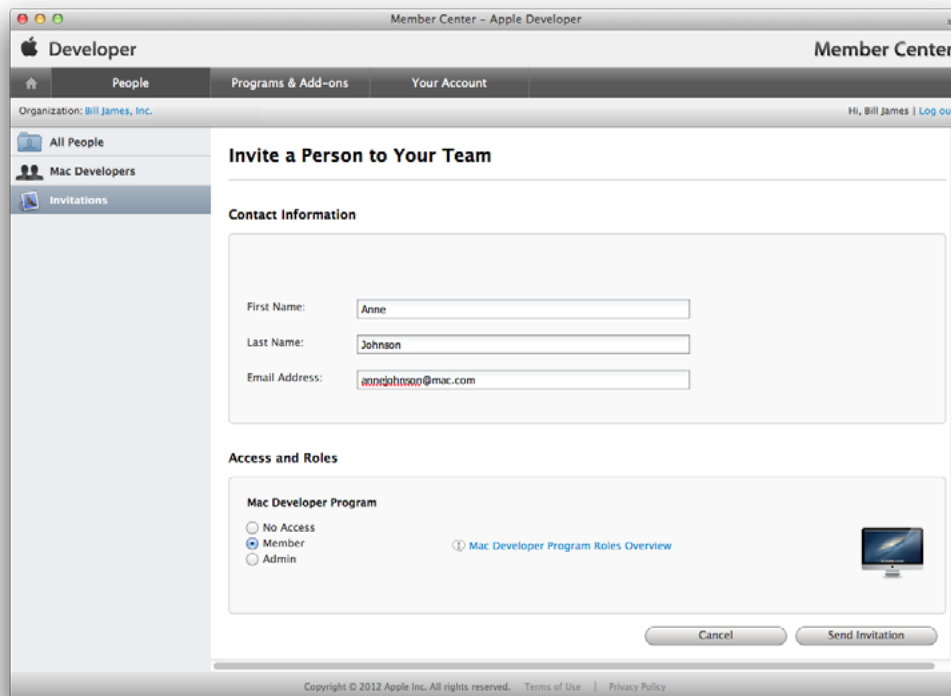 Member Center – Apple Developer
Developer
Member Center
People
Programs & Add-ons
Your Account
Organization: Bill James, Inc.
Hi, Bill James | Log ou
All People
Mac Developers
Invitations
Invite a Person to Your Team
Contact Information
First Name: Anne
Last Name: Johnson
Email Address: annejohnson@mac.com
Access and Roles
Mac Developer Program
No Access
Member
Mac Developer Program Roles Overview
Admin
Cancel
Send Invitation
Copyright © 2012 Apple Inc. All rights reserved. Terms of Use | Privacy Policy